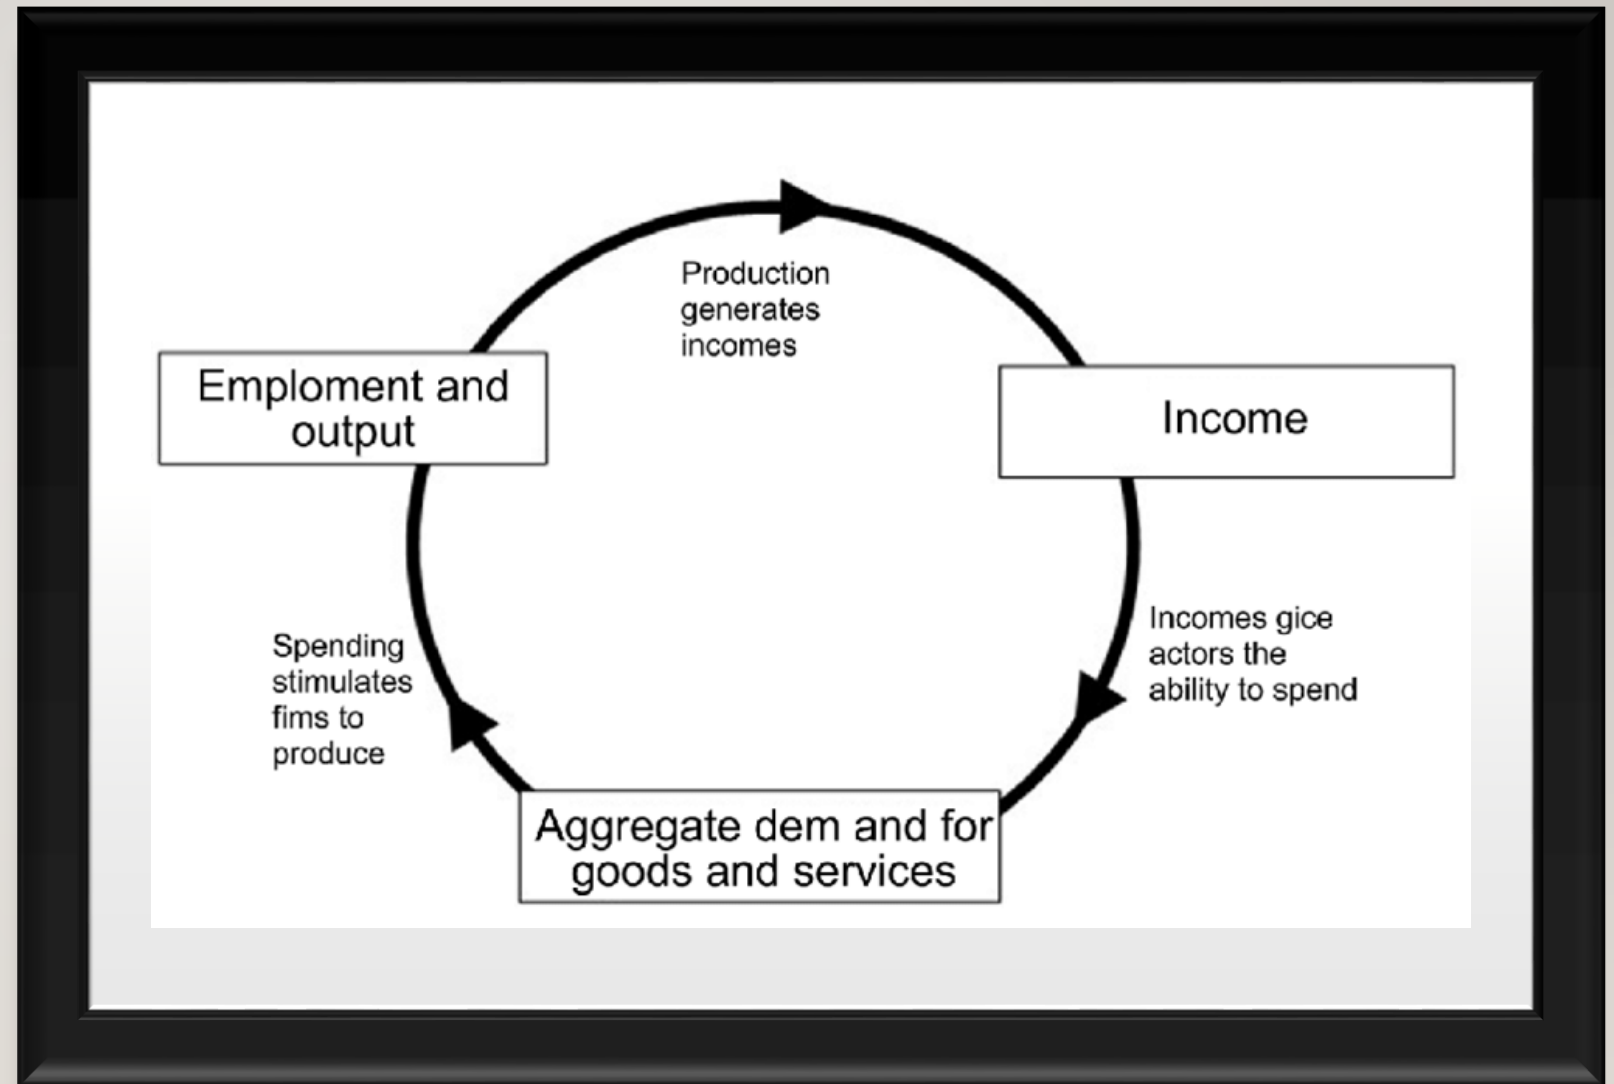 Production
generates
incomes
Emploment and
output
Income
Incomes gice
actors the
ability to spend
Spending
stimulates
fims to
produce
Aggregate dem and for
goods and services